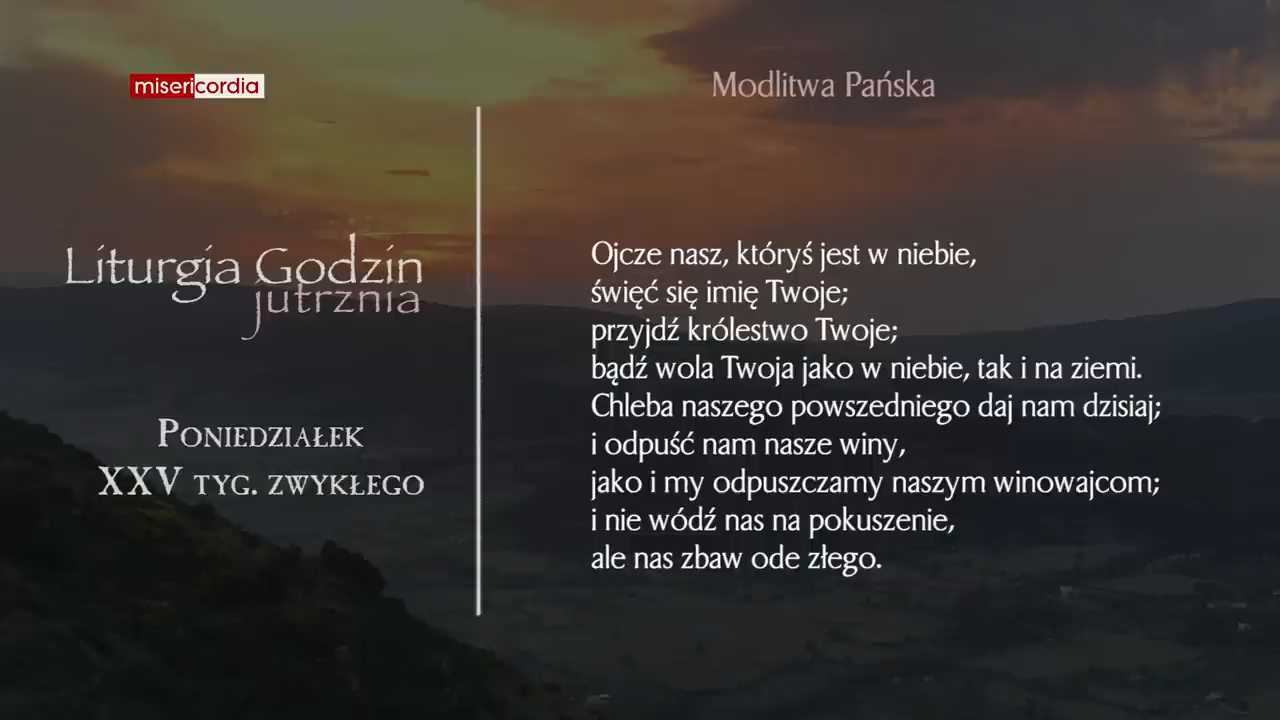 misericordia
Liturgia Godzin
jutrznia
Poniedziałek
XXV tyg. zwykłego
Modlitwa Pańska
Ojcze nasz, któryś jest w niebie,
święć się imię Twoje;
przyjdź królestwo Twoje;
bądź wola Twoja jako w niebie, tak i na ziemi.
Chleba naszego powszedniego daj nam dzisiaj;
i odpuść nam nasze winy,
jako i my odpuszczamy naszym winowajcom;
i nie wódź nas na pokuszenie,
ale nas zbaw ode złego.